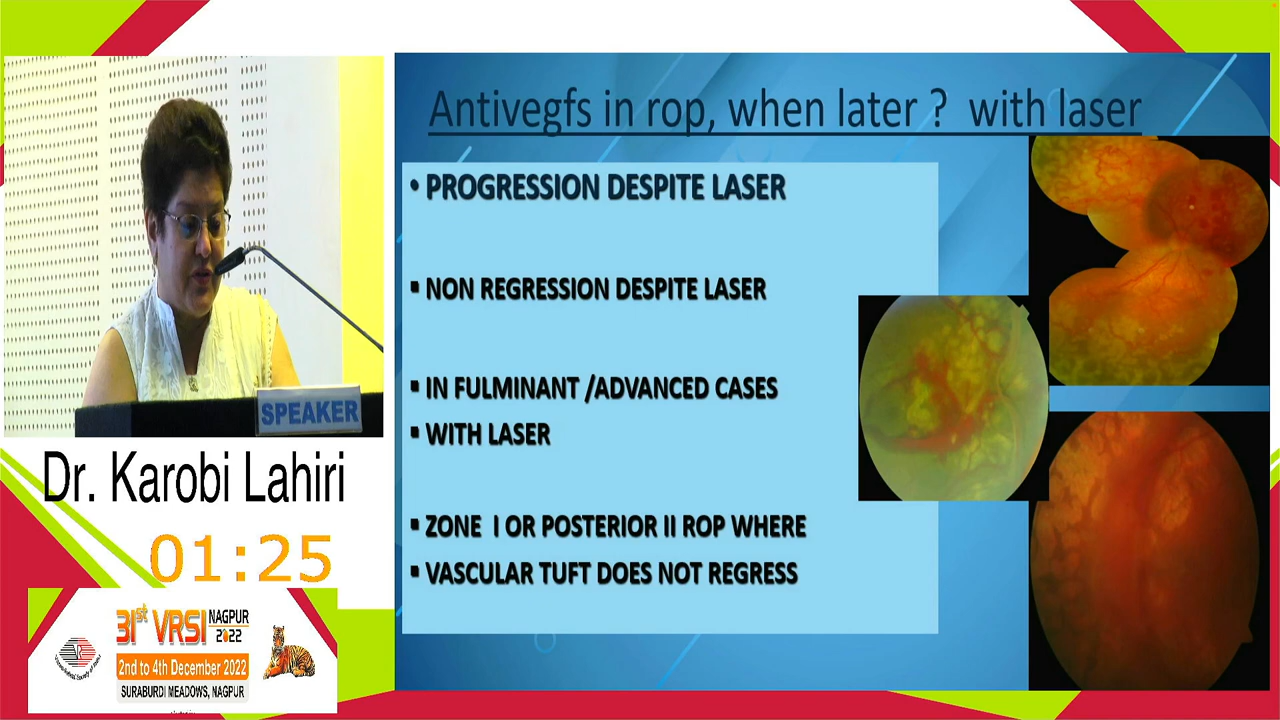 Antivegfs in rop, when later ? with laser
• PROGRESSION DESPITE LASER
▪ NON REGRESSION DESPITE LASER
▪ IN FULMINANT /ADVANCED CASES
▪ WITH LASER
▪ ZONE I OR POSTERIOR II ROP WHERE
▪ VASCULAR TUFT DOES NOT REGRESS
SPEAKER
Dr. Karobi Lahiri
01:25
31st VRSI NAGPUR 2022
2nd to 4th December 2022
SURABURDI MEADOWS, NAGPUR